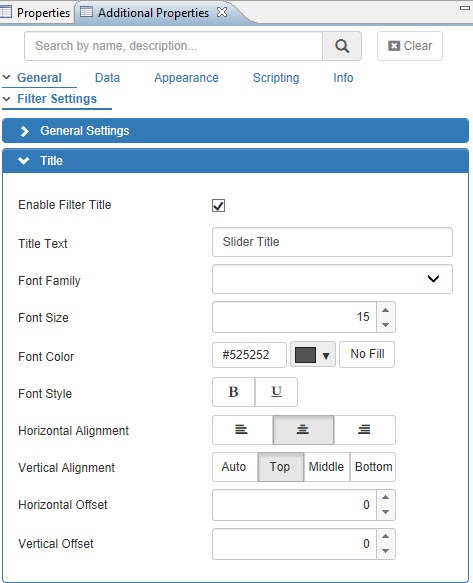 Properties Additional Properties
Search by name, description... Clear
General Data Appearance Scripting Info
Filter Settings
General Settings
Title
Enable Filter Title
Title Text Slider Title
Font Family
Font Size 15
Font Color #525252 No Fill
Font Style B U
Horizontal Alignment
Vertical Alignment Auto Top Middle Bottom
Horizontal Offset 0
Vertical Offset 0